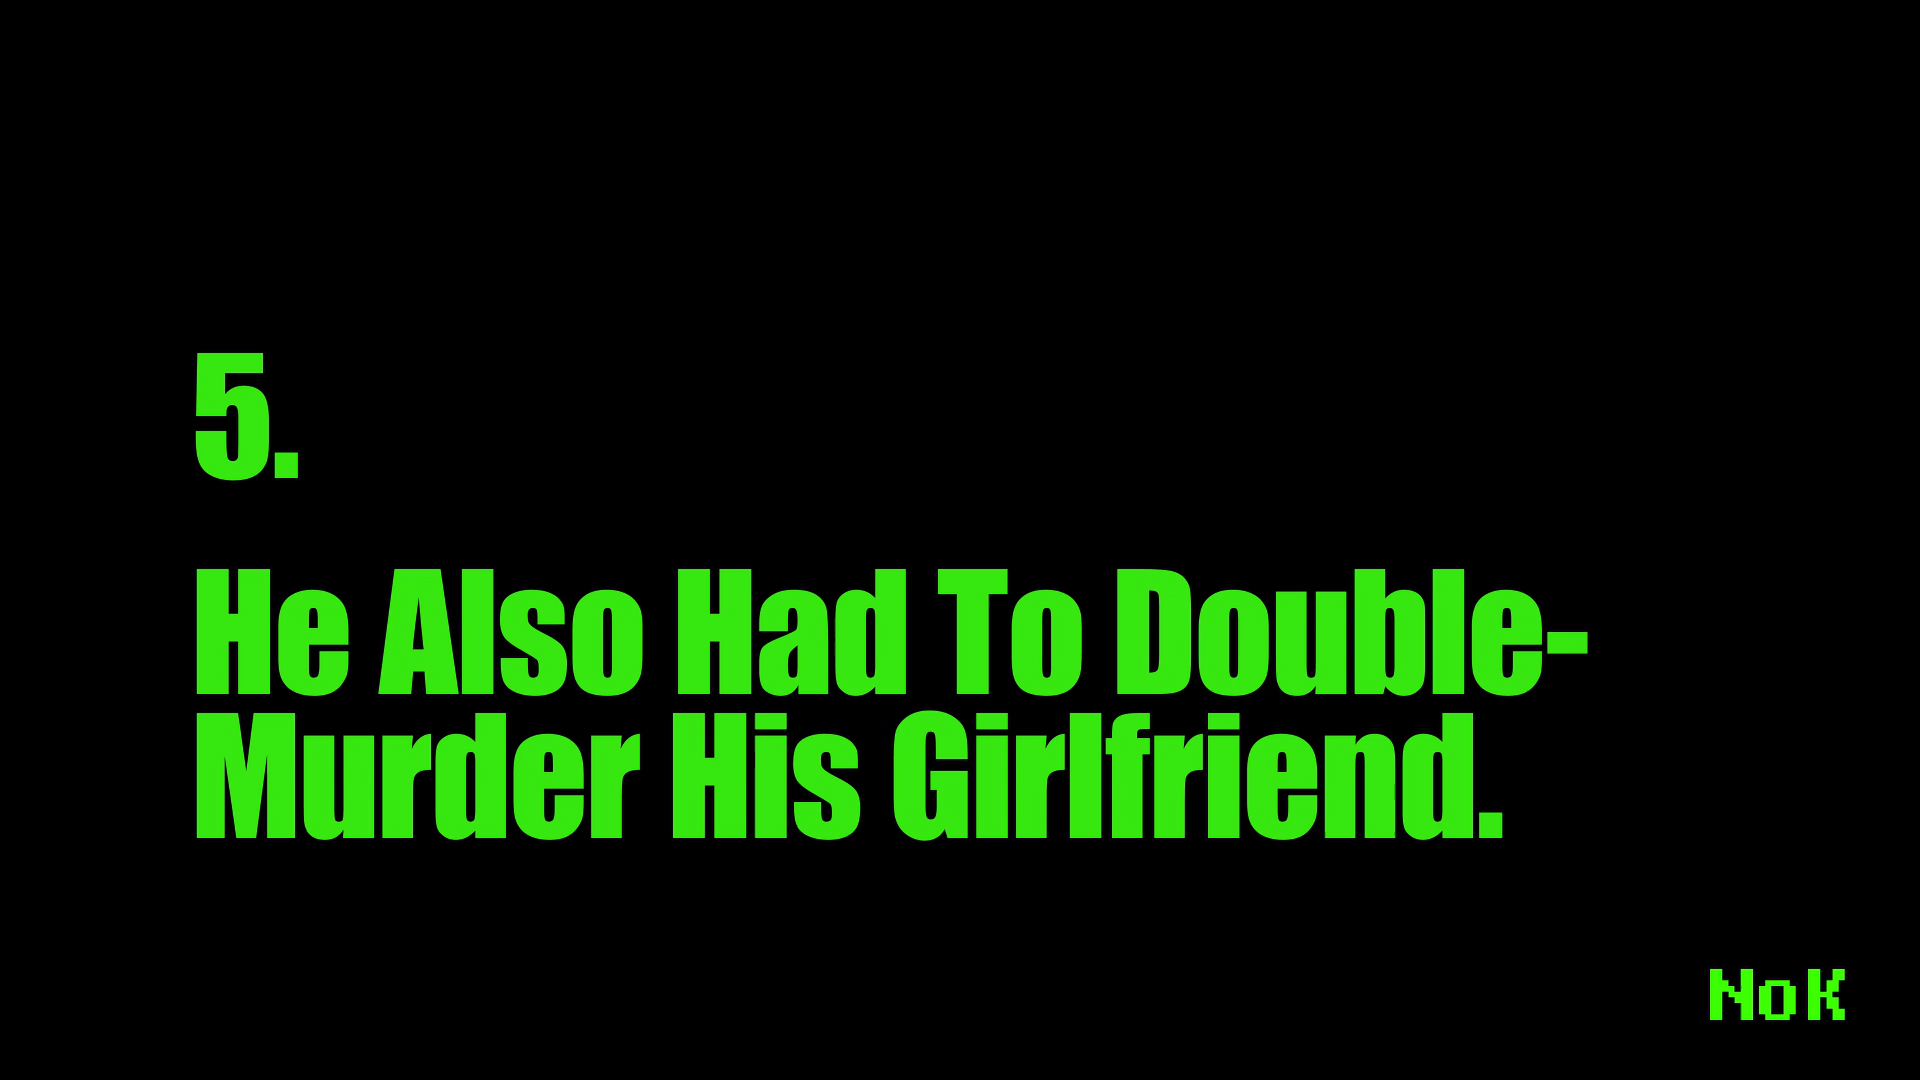 5.
He Also Had To Double-
Murder His Girlfriend.
NoK